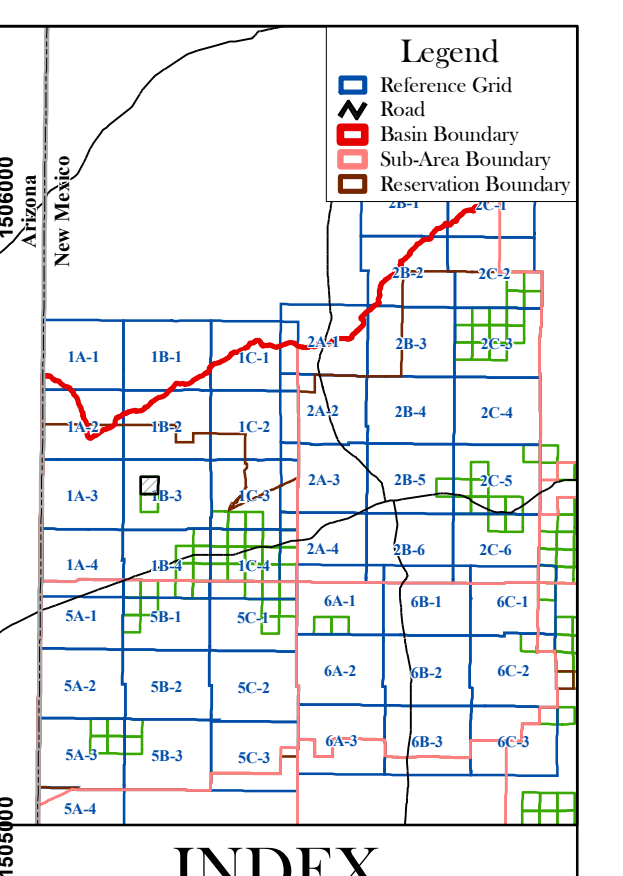 Legend
Reference Grid
Road
Basin Boundary
Sub-Area Boundary
Reservation Boundary
1506000
Arizona
New Mexico
2B-1 2C-1
2B-2 2C-2
2A-1 2B-3 2C-3
1A-1 1B-1 1C-1
2A-2 2B-4 2C-4
1A-2 1B-2 1C-2
2A-3 2B-5 2C-5
1A-3 1B-3 1C-3
2A-4 2B-6 2C-6
1A-4 1B-4 1C-4
6A-1 6B-1 6C-1
5A-1 5B-1 5C-1
6A-2 6B-2 6C-2
5A-2 5B-2 5C-2
6A-3 6B-3 6C-3
5A-3 5B-3 5C-3
5A-4
1505000
INDEX